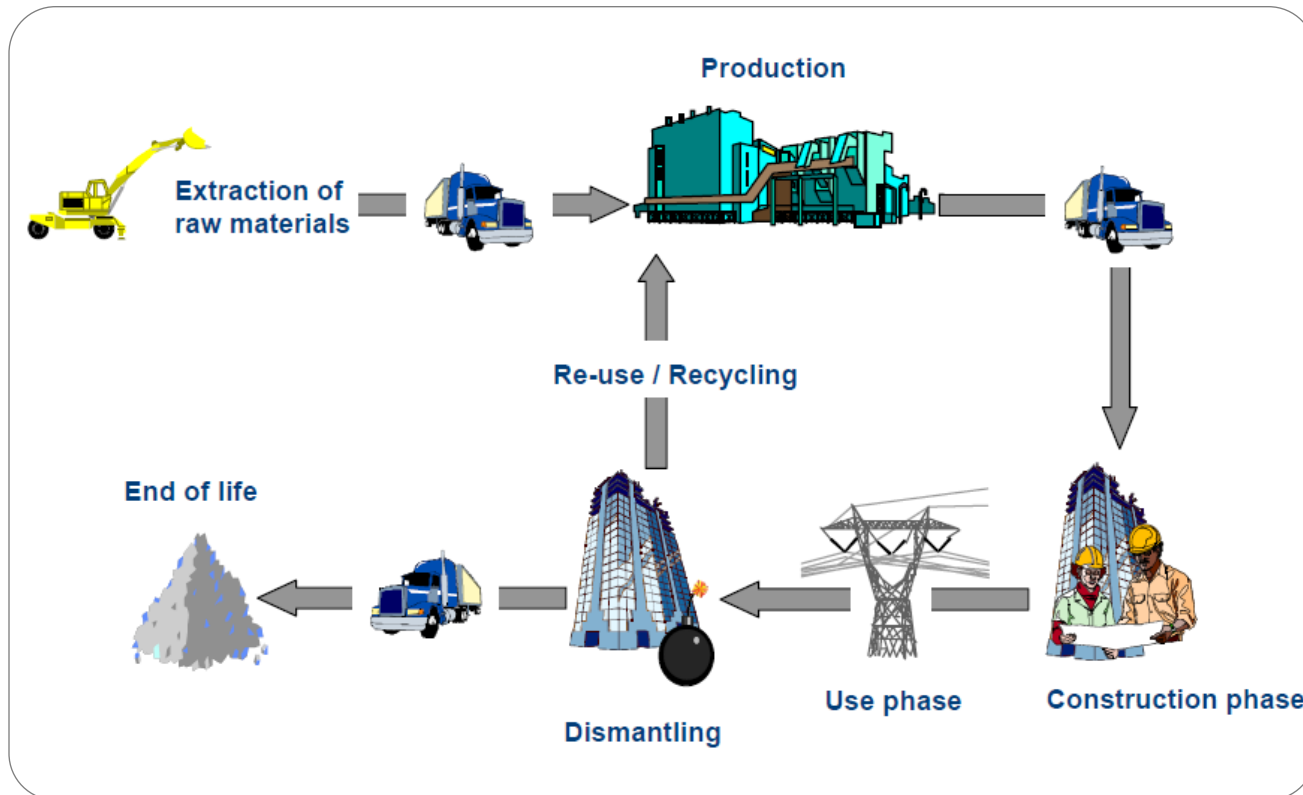 Production
Extraction of
raw materials
Re-use / Recycling
End of life
Use phase
Construction phase
Dismantling